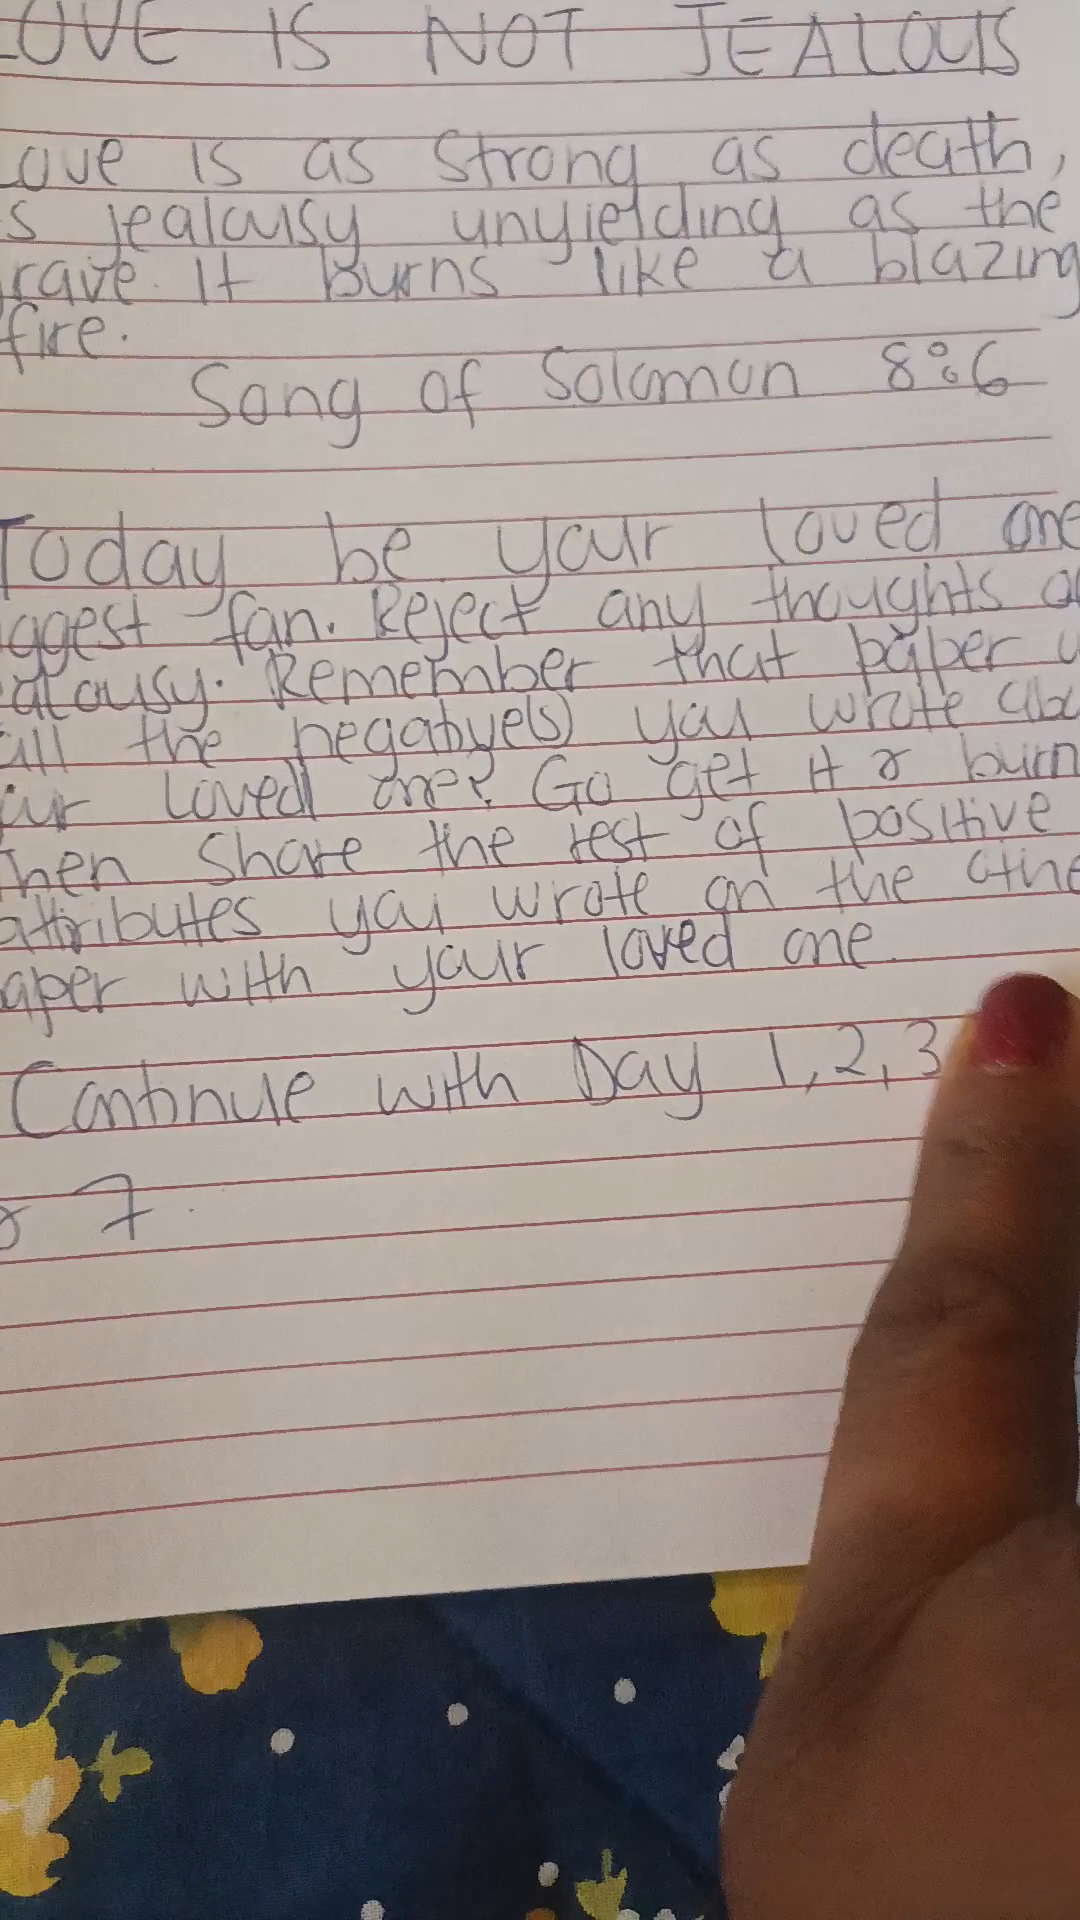 LOVE IS NOT JEALOUS
Love is as strong as death,
s jealousy unyielding as the
rave. It burns like a blazing
fire.
Song of Solomon 8:6
Today be your loved one
ggest fan. Reject any thoughts of
alousy. Remember that paper
all the negative(s) you wrote abo
our loved one? Go get it & burn
Then share the rest of positive
attributes you wrote on the othe
aper with your loved one.
Continue with Day 1, 2, 3
& 7.